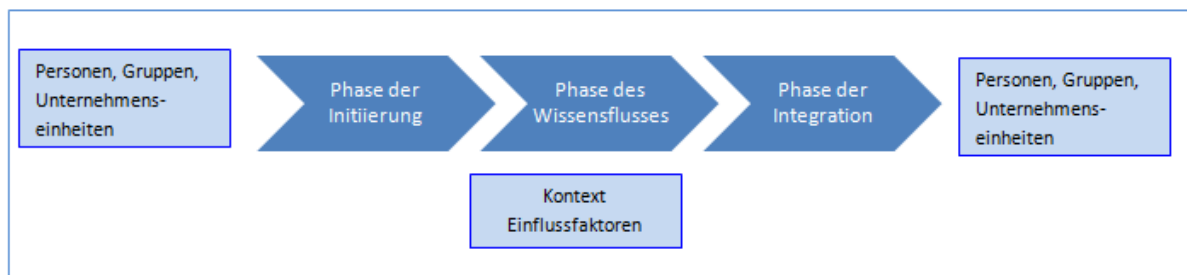 Personen, Gruppen,
Unternehmens-
einheiten
Phase der
Initiierung
Phase des
Wissensflusses
Phase der
Integration
Personen, Gruppen,
Unternehmens-
einheiten
Kontext
Einflussfaktoren